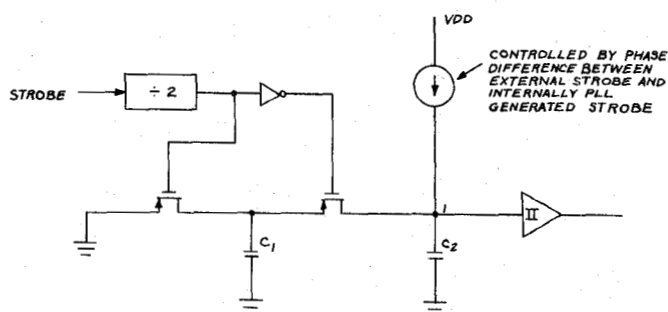 VDD
CONTROLLED BY PHASE
DIFFERENCE BETWEEN
EXTERNAL STROBE AND
INTERNALLY PLL
GENERATED STROBE
STROBE
÷ 2
1
II
C1
C2